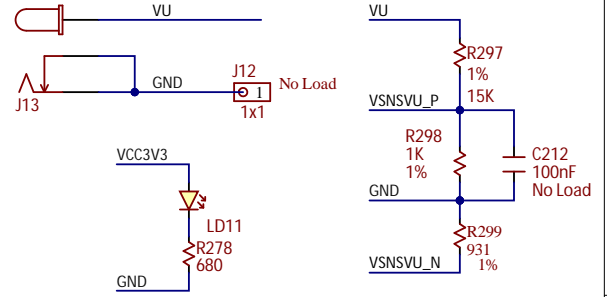 VU
GND
J13
J12
1
1x1
No Load
VCC3V3
LD11
R278
680
GND
VU
R297
1%
15K
VSNSVU_P
R298
1K
1%
C212
100nF
No Load
GND
R299
931
1%
VSNSVU_N